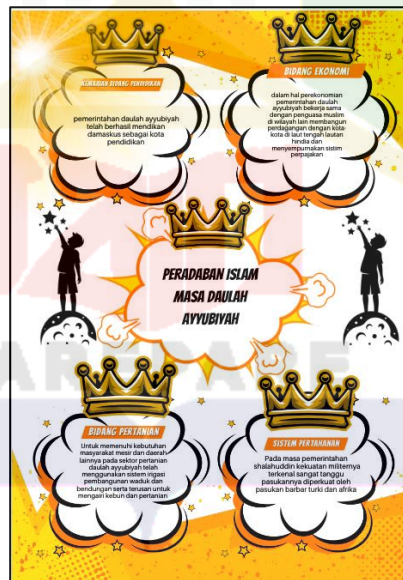 KEMAJUAN BIDANG PENDIDIKAN
pemerintahan daulah ayyubiyah
telah berhasil mendikan
damaskus sebagai kota
pendidikan
BIDANG EKONOMI
dalam hal perekonomian
pemerintahan daulah
ayyubiyah bekerja sama
dengan penguasa muslim
di wilayah lain membangun
perdagangan dengan kota-
kota di laut tengah lautan
hindia dan
menyempurnakan sistim
perpajakan
PERADABAN ISLAM
MASA DAULAH
AYYUBIYAH
BIDANG PERTANIAN
Untuk memenuhi kebutuhan
masyarakat mesir dan daerah
lainnya pada sektor pertanian
daulah ayyubiyah telah
menggunakan sistem irigasi
pembangunan waduk dan
bendungan serta terusan untuk
mengairi kebun dan pertanian
SISTEM PERTAHANAN
Pada masa pemerintahan
shalahuddin kekuatan militernya
terkenal sangat tanggu
pasukannya diperkuat oleh
pasukan barbar turki dan afrika